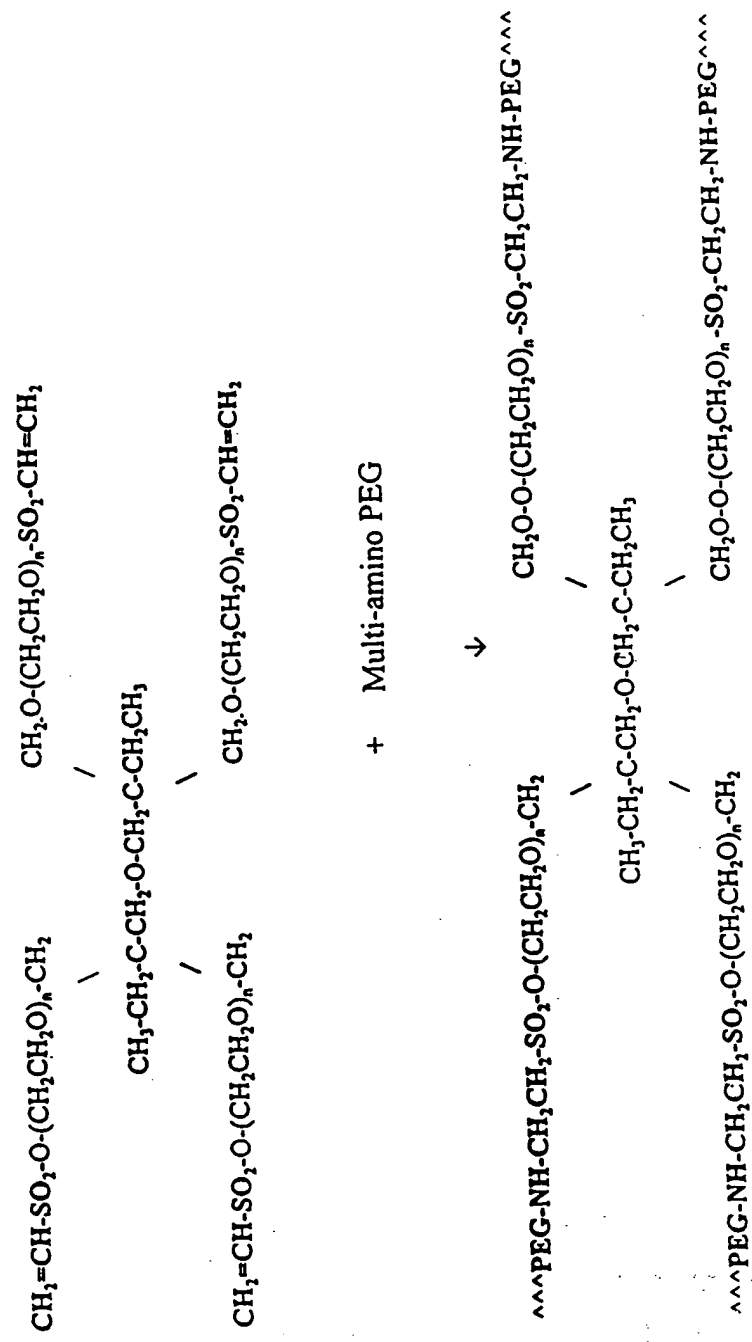 CH₂=CH-SO₂-O-(CH₂CH₂O)ₙ-CH₂ CH₂.O-(CH₂CH₂O)ₙ-SO₂-CH=CH₂
\ /
CH₃-CH₂-C-CH₂-O-CH₂-C-CH₂CH₃
/ \
CH₂=CH-SO₂-O-(CH₂CH₂O)ₙ-CH₂ CH₂.O-(CH₂CH₂O)ₙ-SO₂-CH=CH₂
+ Multi-amino PEG
↓
^^^PEG-NH-CH₂CH₂-SO₂-O-(CH₂CH₂O)ₙ-CH₂ CH₂O-O-(CH₂CH₂O)ₙ-SO₂-CH₂CH₂-NH-PEG^^^
\ /
CH₃-CH₂-C-CH₂-O-CH₂-C-CH₂CH₃
/ \
^^^PEG-NH-CH₂CH₂-SO₂-O-(CH₂CH₂O)ₙ-CH₂ CH₂O-O-(CH₂CH₂O)ₙ-SO₂-CH₂CH₂-NH-PEG^^^